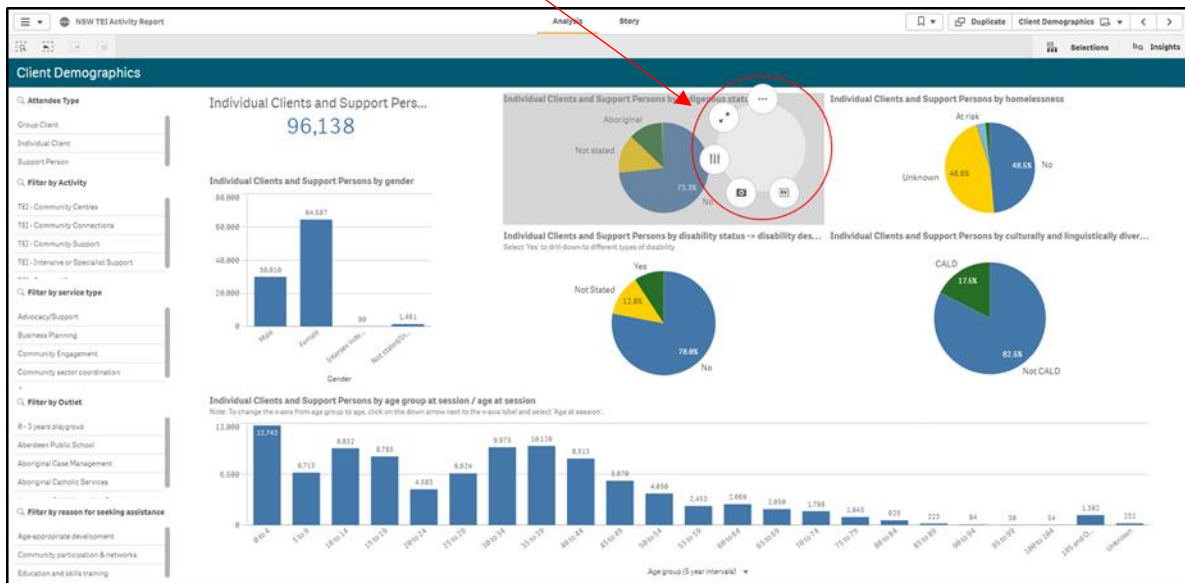 NSW TEI Activity Report
Analysis
Story
Duplicate
Client Demographics
Selections
Insights
Client Demographics
Attendee Type
Group Client
Individual Client
Support Person
Filter by Activity
TEI - Community Centres
TEI - Community Connections
TEI - Community Support
TEI - Intensive or Specialist Support
Filter by service type
Advocacy/Support
Business Planning
Community Engagement
Community sector coordination
Filter by Outlet
0 - 3 years playgroup
Aberdeen Public School
Aboriginal Case Management
Aboriginal Catholic Services
Filter by reason for seeking assistance
Age-appropriate development
Community participation & networks
Education and skills training
Individual Clients and Support Pers...
96,138
Individual Clients and Support Persons by gender
80,000
60,000
40,000
20,000
0
30,010
64,587
80
1,461
Male
Female
Intersex Inde...
Not stated/In...
Gender
Individual Clients and Support Persons by indigenous status
Aboriginal
Not stated
73.3%
No
Individual Clients and Support Persons by homelessness
At risk
Unknown
48.5%
No
Individual Clients and Support Persons by disability status -> disability des...
Select 'Yes' to drill down to different types of disability
Yes
Not Stated
12.8%
78.0%
No
Individual Clients and Support Persons by culturally and linguistically diver...
CALD
17.5%
82.5%
Not CALD
Individual Clients and Support Persons by age group at session / age at session
Note: To change the x-axis from age group to age, click on the down arrow next to the x-axis label and select 'Age at session'.
13,000
6,500
0
12,742
6,713
9,832
8,785
4,585
6,624
9,975
10,120
8,513
4,050
2,453
2,669
2,050
1,796
1,045
625
223
84
38
34
1,302
252
0 to 4
5 to 9
10 to 14
15 to 19
20 to 24
25 to 29
30 to 34
35 to 39
40 to 44
45 to 49
50 to 54
55 to 59
60 to 64
65 to 69
70 to 74
75 to 79
80 to 84
85 to 89
90 to 94
95 to 99
100 to 104
105 and O...
Unknown
Age group (5 year intervals)